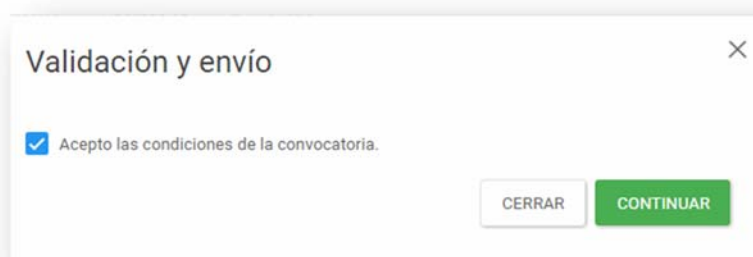 Validación y envío
Acepto las condiciones de la convocatoria.
CERRAR
CONTINUAR